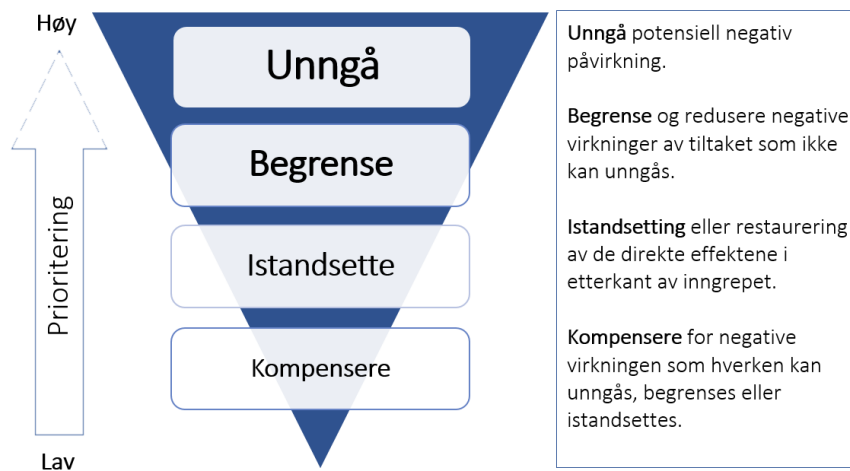 Høy
Prioritering
Lav
Unngå
Begrense
Istandsette
Kompensere
Unngå potensiell negativ
påvirkning.
Begrense og redusere negative
virkninger av tiltaket som ikke
kan unngås.
Istandsetting eller restaurering
av de direkte effektene i
etterkant av inngrepet.
Kompensere for negative
virkningen som hverken kan
unngås, begrenses eller
istandsettes.